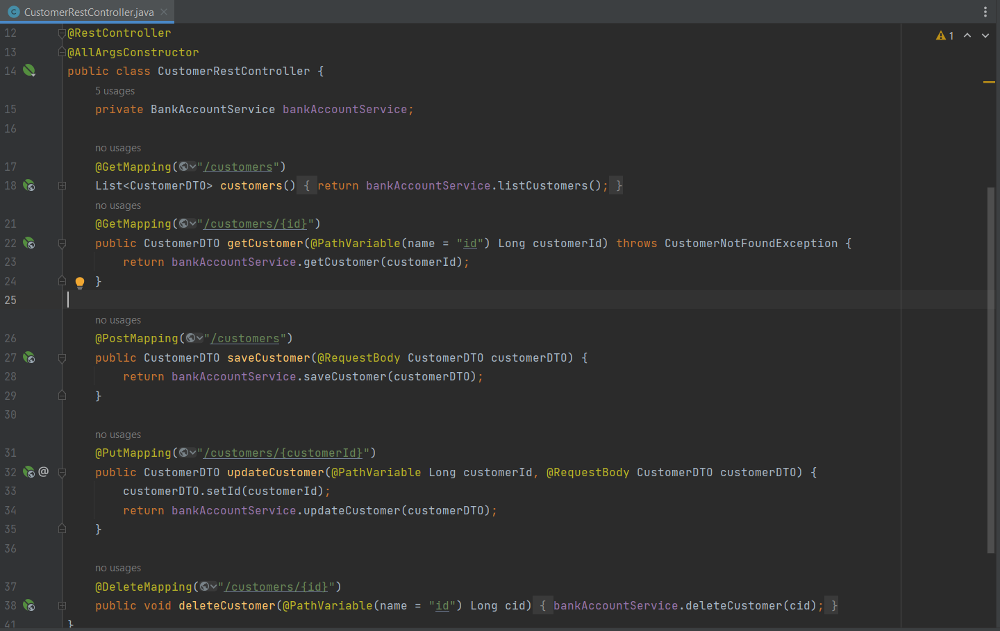 CustomerRestController.java
1
12 @RestController
13 @AllArgsConstructor
14 public class CustomerRestController {
5 usages
15 private BankAccountService bankAccountService;
16
no usages
17 @GetMapping("/customers")
18 List<CustomerDTO> customers() { return bankAccountService.listCustomers(); }
no usages
21 @GetMapping("/customers/{id}")
22 public CustomerDTO getCustomer(@PathVariable(name = "id") Long customerId) throws CustomerNotFoundException {
23 return bankAccountService.getCustomer(customerId);
24 }
25
no usages
26 @PostMapping("/customers")
27 public CustomerDTO saveCustomer(@RequestBody CustomerDTO customerDTO) {
28 return bankAccountService.saveCustomer(customerDTO);
29 }
30
no usages
31 @PutMapping("/customers/{customerId}")
32 @ public CustomerDTO updateCustomer(@PathVariable Long customerId, @RequestBody CustomerDTO customerDTO) {
33 customerDTO.setId(customerId);
34 return bankAccountService.updateCustomer(customerDTO);
35 }
36
no usages
37 @DeleteMapping("/customers/{id}")
38 public void deleteCustomer(@PathVariable(name = "id") Long cid) { bankAccountService.deleteCustomer(cid); }
41 }